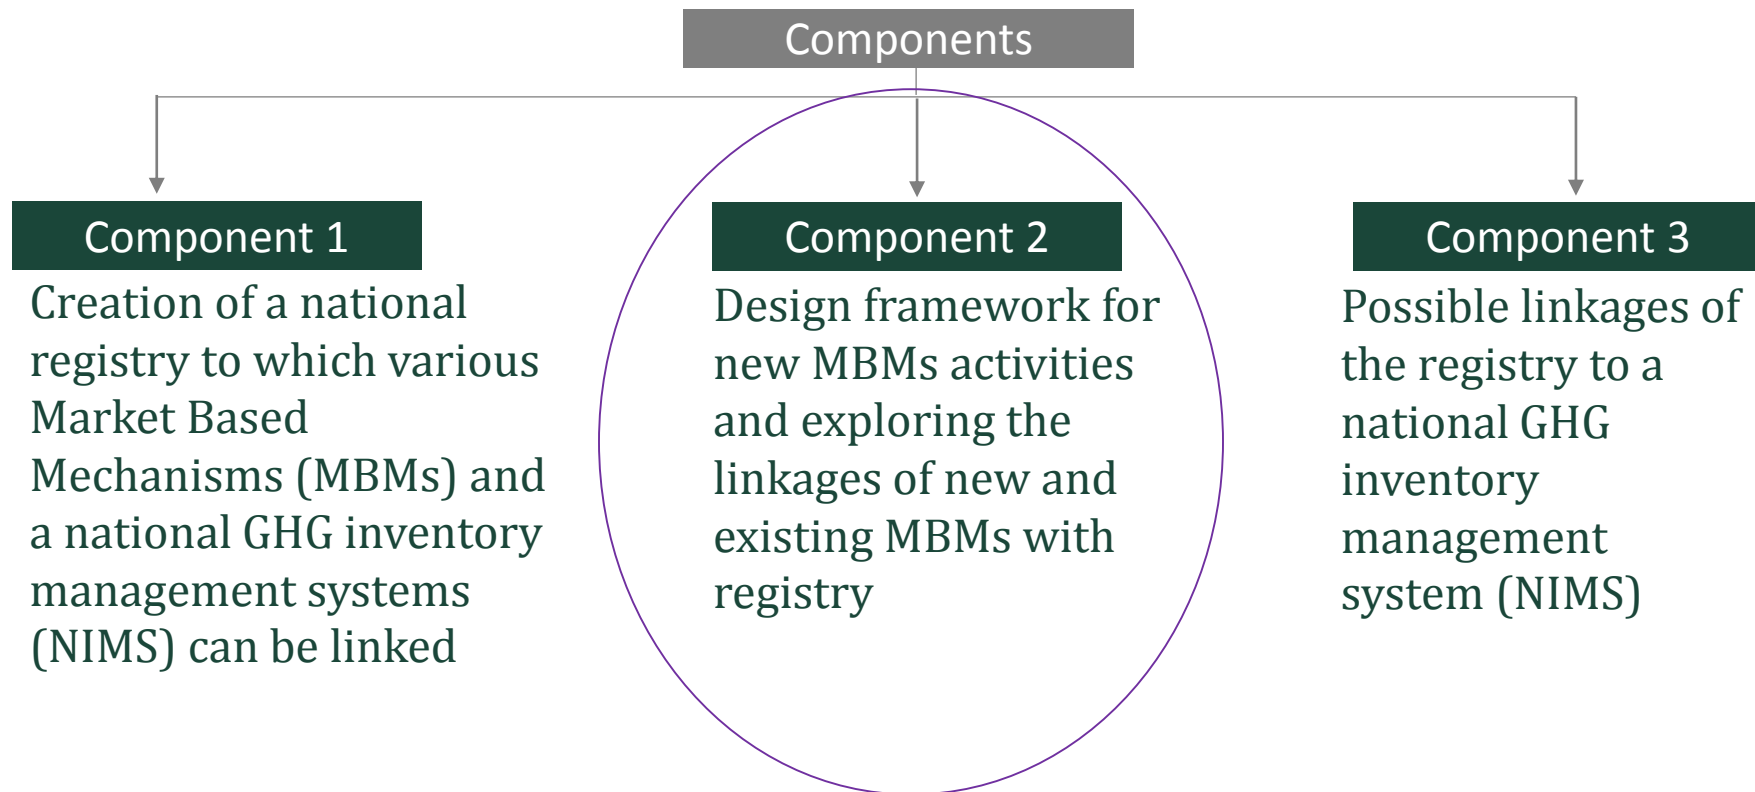 Components
Component 1
Creation of a national
registry to which various
Market Based
Mechanisms (MBMs) and
a national GHG inventory
management systems
(NIMS) can be linked
Component 2
Design framework for
new MBMs activities
and exploring the
linkages of new and
existing MBMs with
registry
Component 3
Possible linkages of
the registry to a
national GHG
inventory
management
system (NIMS)